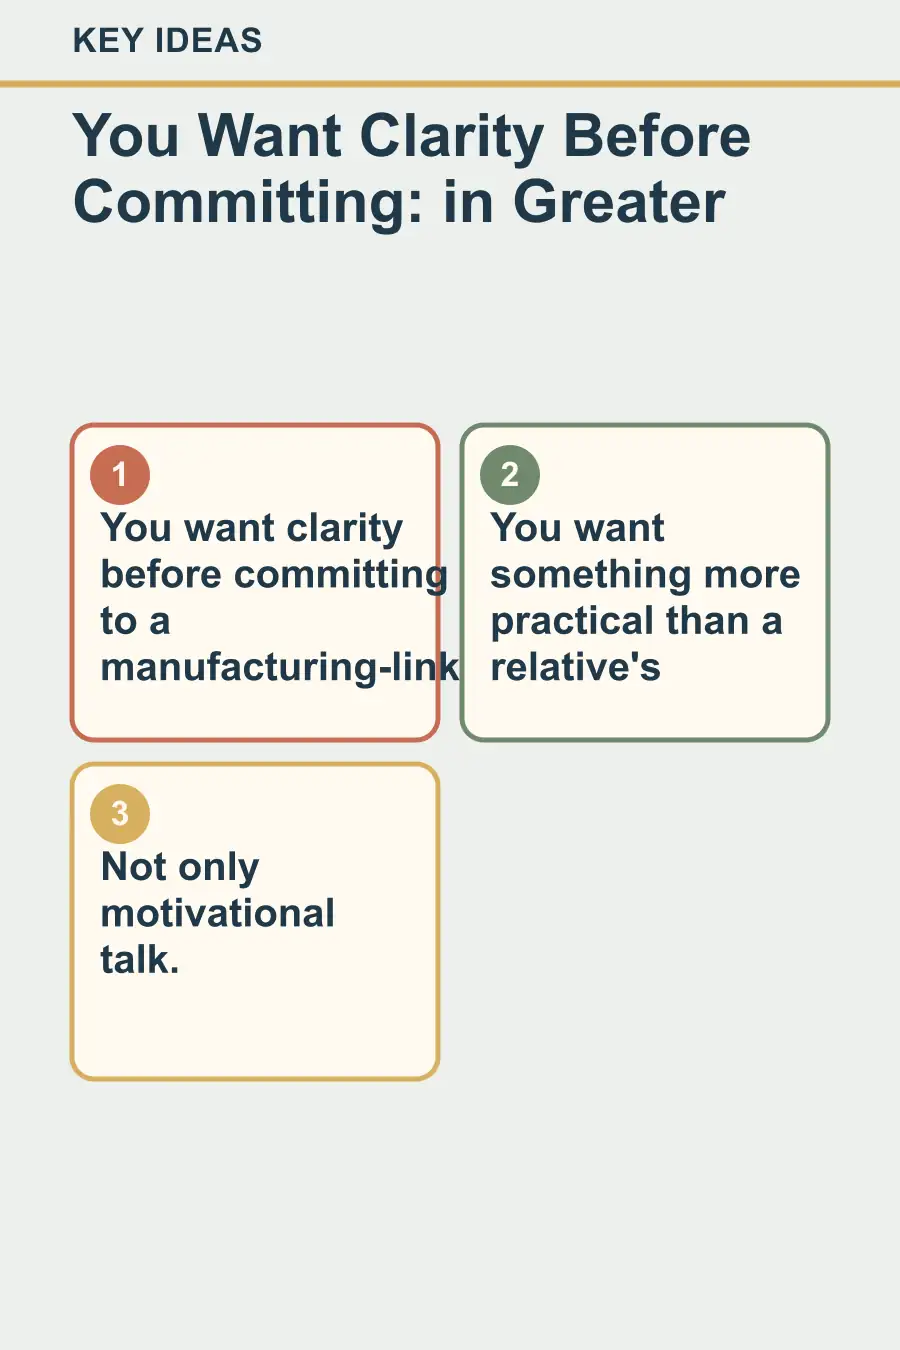 KEY IDEAS
You Want Clarity Before
Committing: in Greater
1
You want clarity
before committing
to a
manufacturing-link
2
You want
something more
practical than a
relative's
3
Not only
motivational
talk.